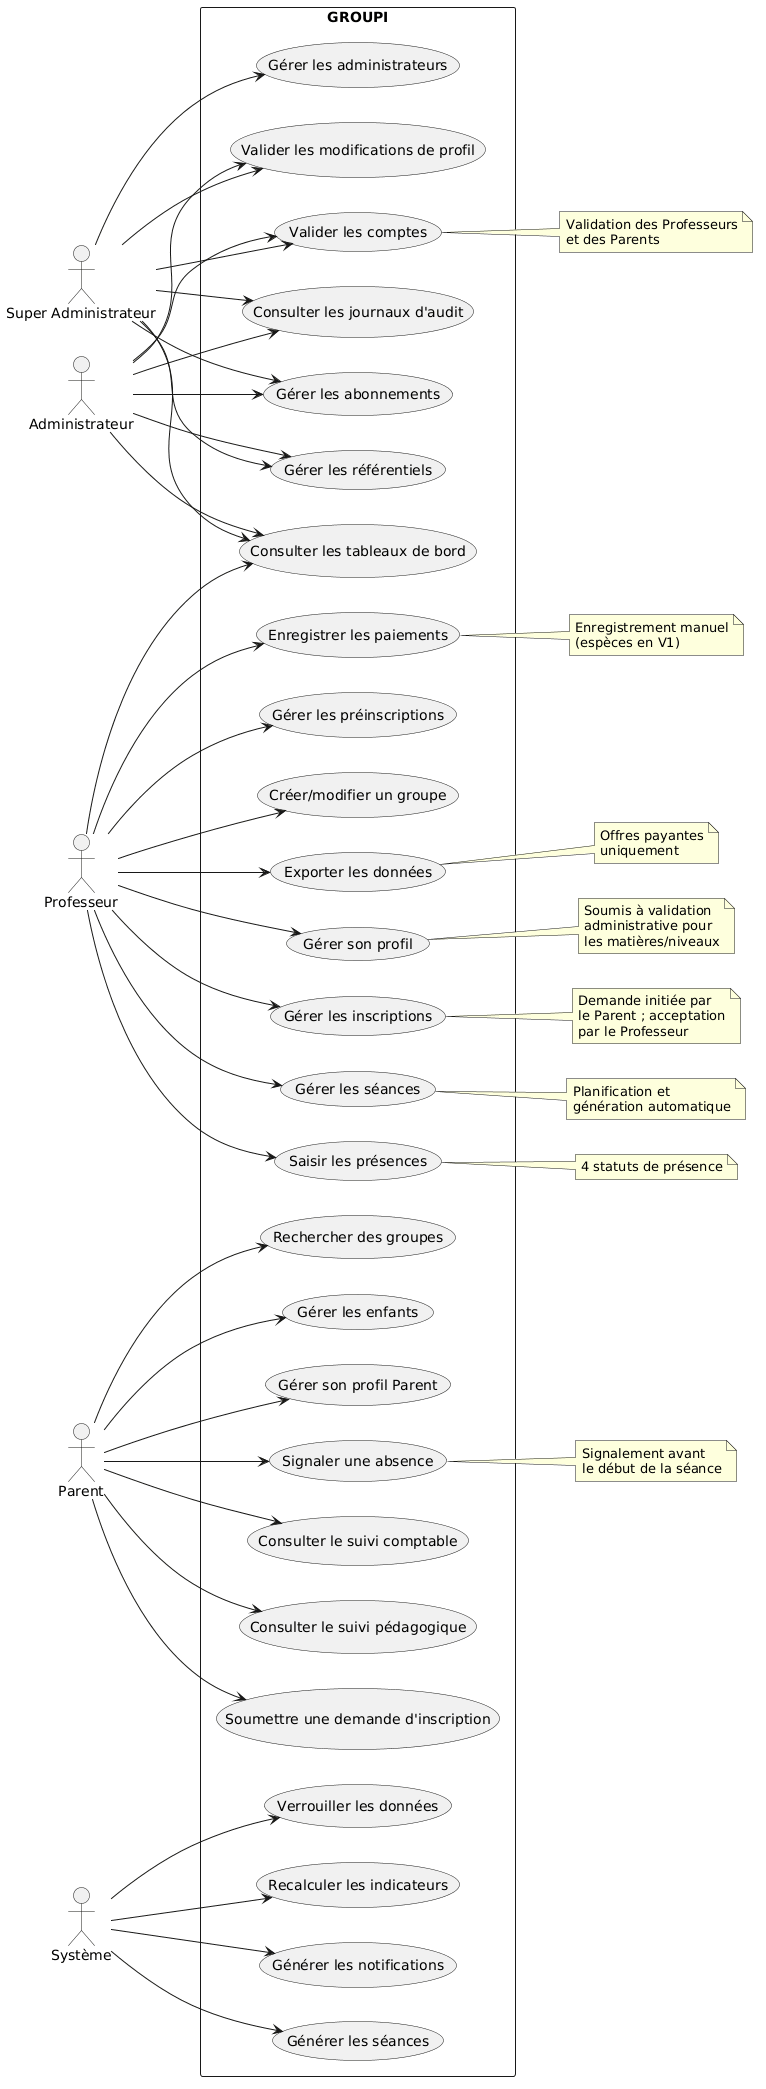 GROUPI
Gérer les administrateurs
Valider les modifications de profil
Valider les comptes
Validation des Professeurs
et des Parents
Super Administrateur
Consulter les journaux d'audit
Gérer les abonnements
Administrateur
Gérer les référentiels
Consulter les tableaux de bord
Enregistrer les paiements
Enregistrement manuel
(espèces en V1)
Gérer les préinscriptions
Créer/modifier un groupe
Offres payantes
uniquement
Exporter les données
Professeur
Gérer son profil
Soumis à validation
administrative pour
les matières/niveaux
Gérer les inscriptions
Demande initiée par
le Parent ; acceptation
par le Professeur
Gérer les séances
Planification et
génération automatique
Saisir les présences
4 statuts de présence
Rechercher des groupes
Gérer les enfants
Gérer son profil Parent
Signaler une absence
Signalement avant
le début de la séance
Parent
Consulter le suivi comptable
Consulter le suivi pédagogique
Soumettre une demande d'inscription
Verrouiller les données
Recalculer les indicateurs
Système
Générer les notifications
Générer les séances